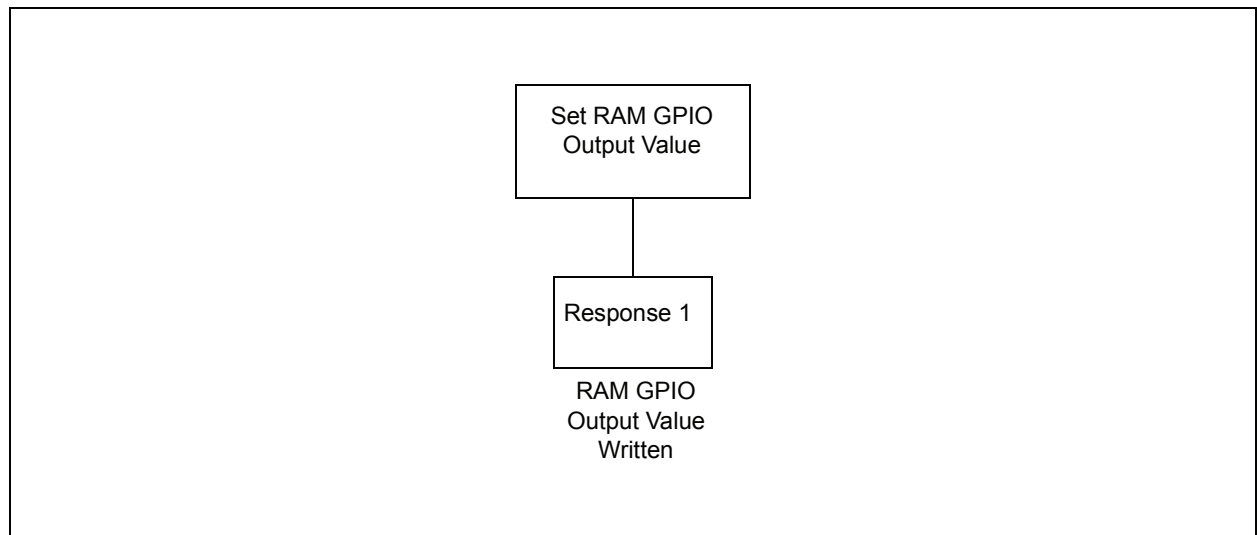 Set RAM GPIO
Output Value
Response 1
RAM GPIO
Output Value
Written